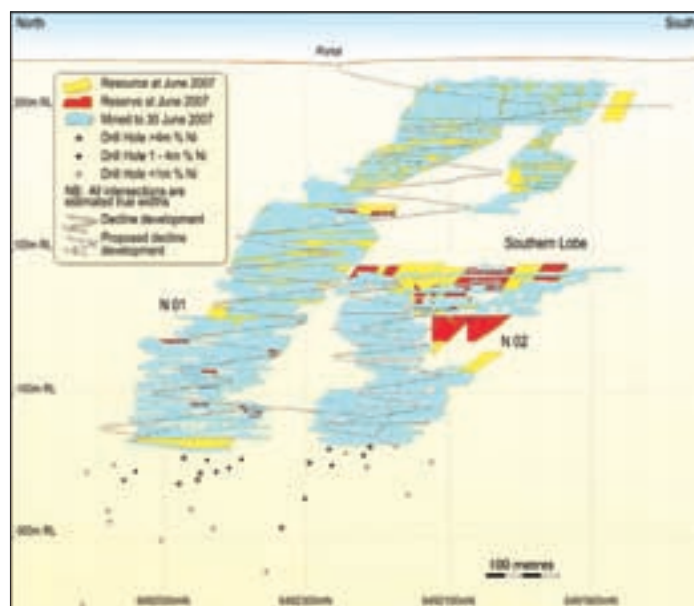 North
South
Portal
Resource at June 2007
Reserve at June 2007
Mined to 30 June 2007
Drill Hole >4m % Ni
Drill Hole 1 - 4m % Ni
Drill Hole <1m % Ni
NB: All intersections are
estimated true widths
Decline development
Proposed decline
development
Southern Lobe
N 01
N 02
100 metres